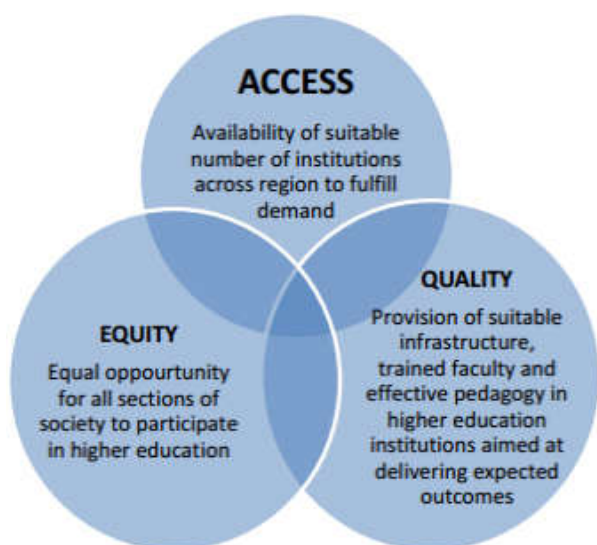 ACCESS
Availability of suitable
number of institutions
across region to fulfill
demand
EQUITY
Equal oppourtunity
for all sections of
society to participate
in higher education
QUALITY
Provision of suitable
infrastructure,
trained faculty and
effective pedagogy in
higher education
institutions aimed at
delivering expected
outcomes